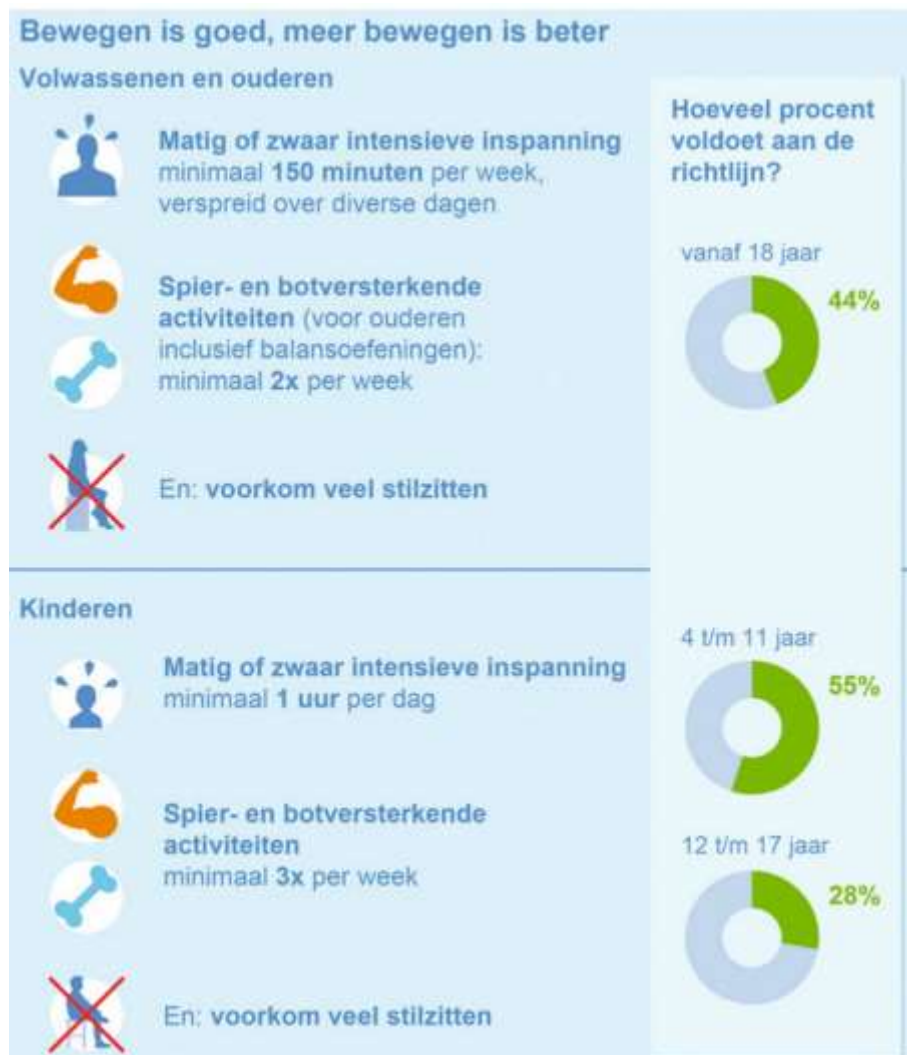 Bewegen is goed, meer bewegen is beter
Volwassenen en ouderen
Matig of zwaar intensieve inspanning
minimaal 150 minuten per week,
verspreid over diverse dagen
Spier- en botversterkende
activiteiten (voor ouderen
inclusief balansoefeningen):
minimaal 2x per week
En: voorkom veel stilzitten
Hoeveel procent
voldoet aan de
richtlijn?
vanaf 18 jaar
44%
Kinderen
Matig of zwaar intensieve inspanning
minimaal 1 uur per dag
Spier- en botversterkende
activiteiten
minimaal 3x per week
En: voorkom veel stilzitten
4 t/m 11 jaar
55%
12 t/m 17 jaar
28%